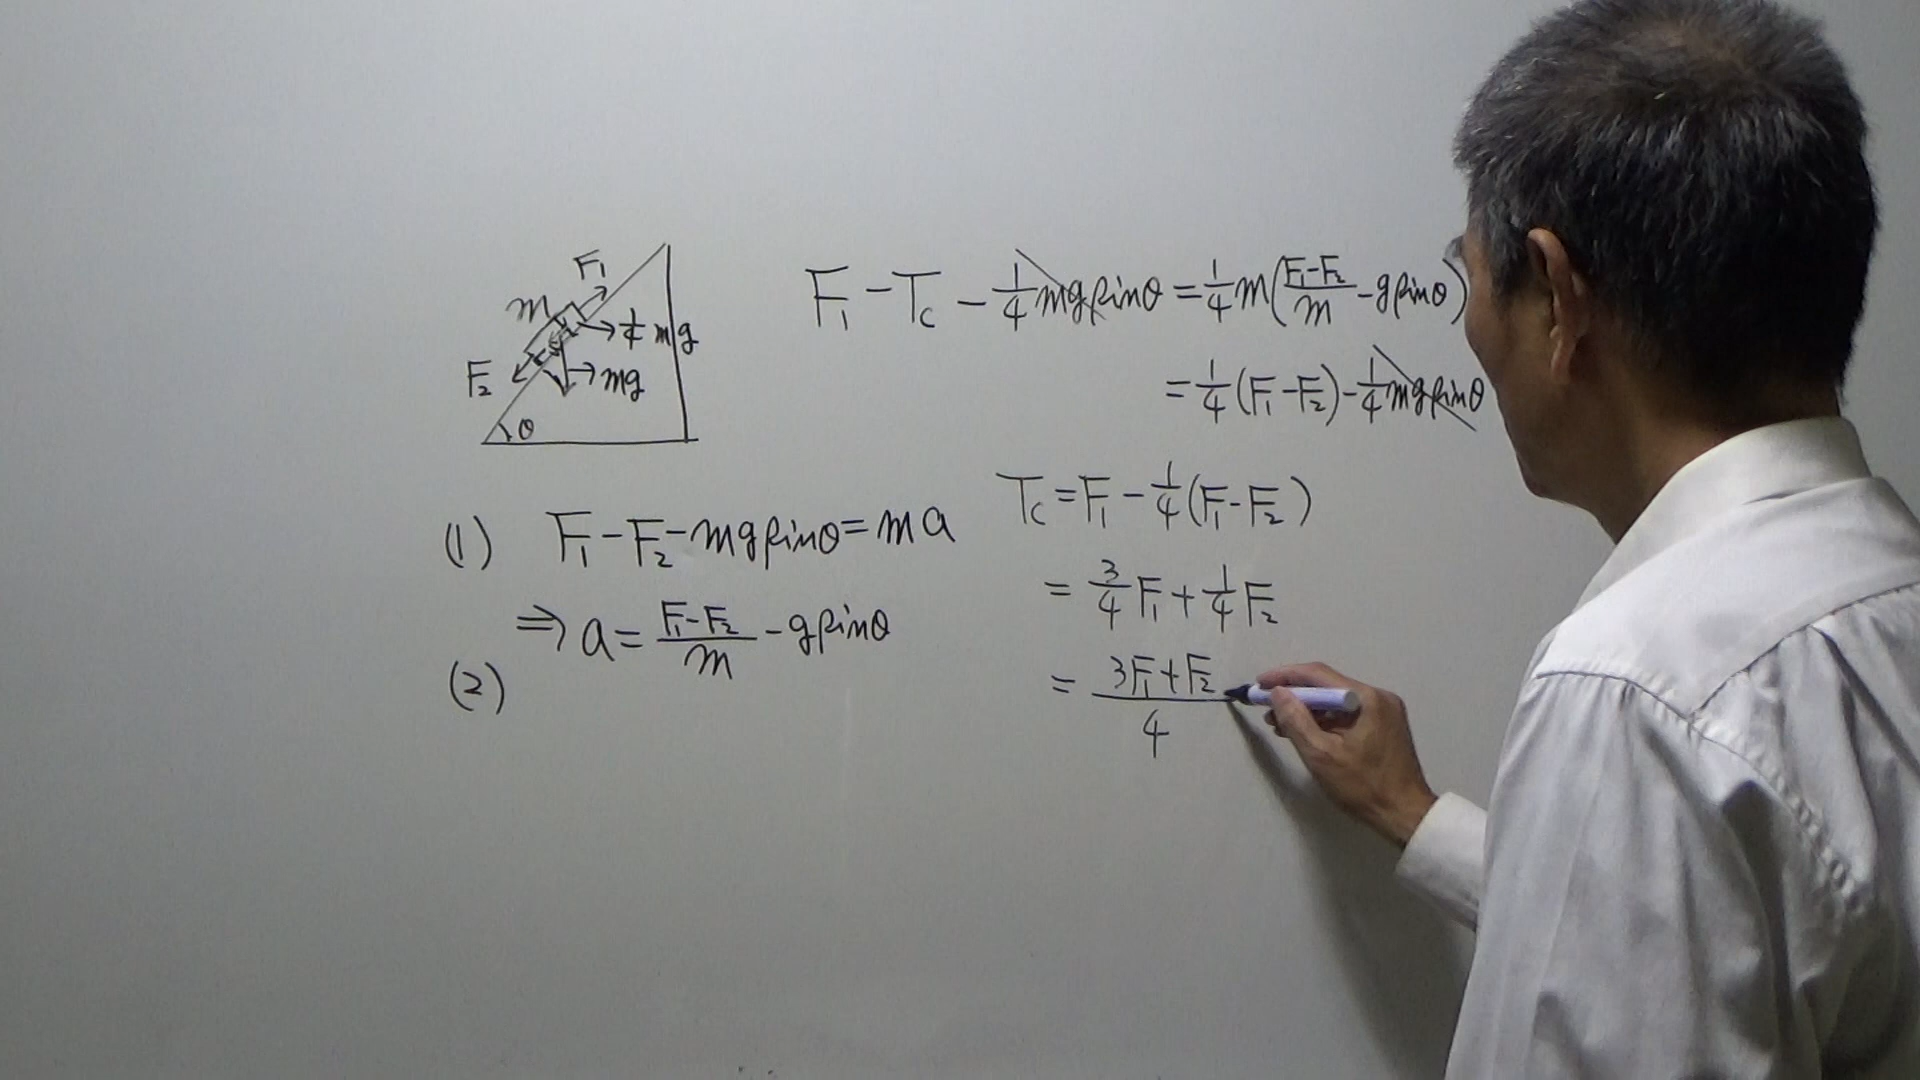 F₁
m
¼mg
F₂
mg
θ
F₁ - T_C - ¼mg sinθ = ¼m(F₁-F₂/m - g sinθ)
= ¼(F₁-F₂) - ¼mg sinθ
(1) F₁ - F₂ - mg sinθ = ma
⇒ a = F₁-F₂/m - g sinθ
(2)
T_C = F₁ - ¼(F₁-F₂)
= ¾F₁ + ¼F₂
= 3F₁+F₂/4